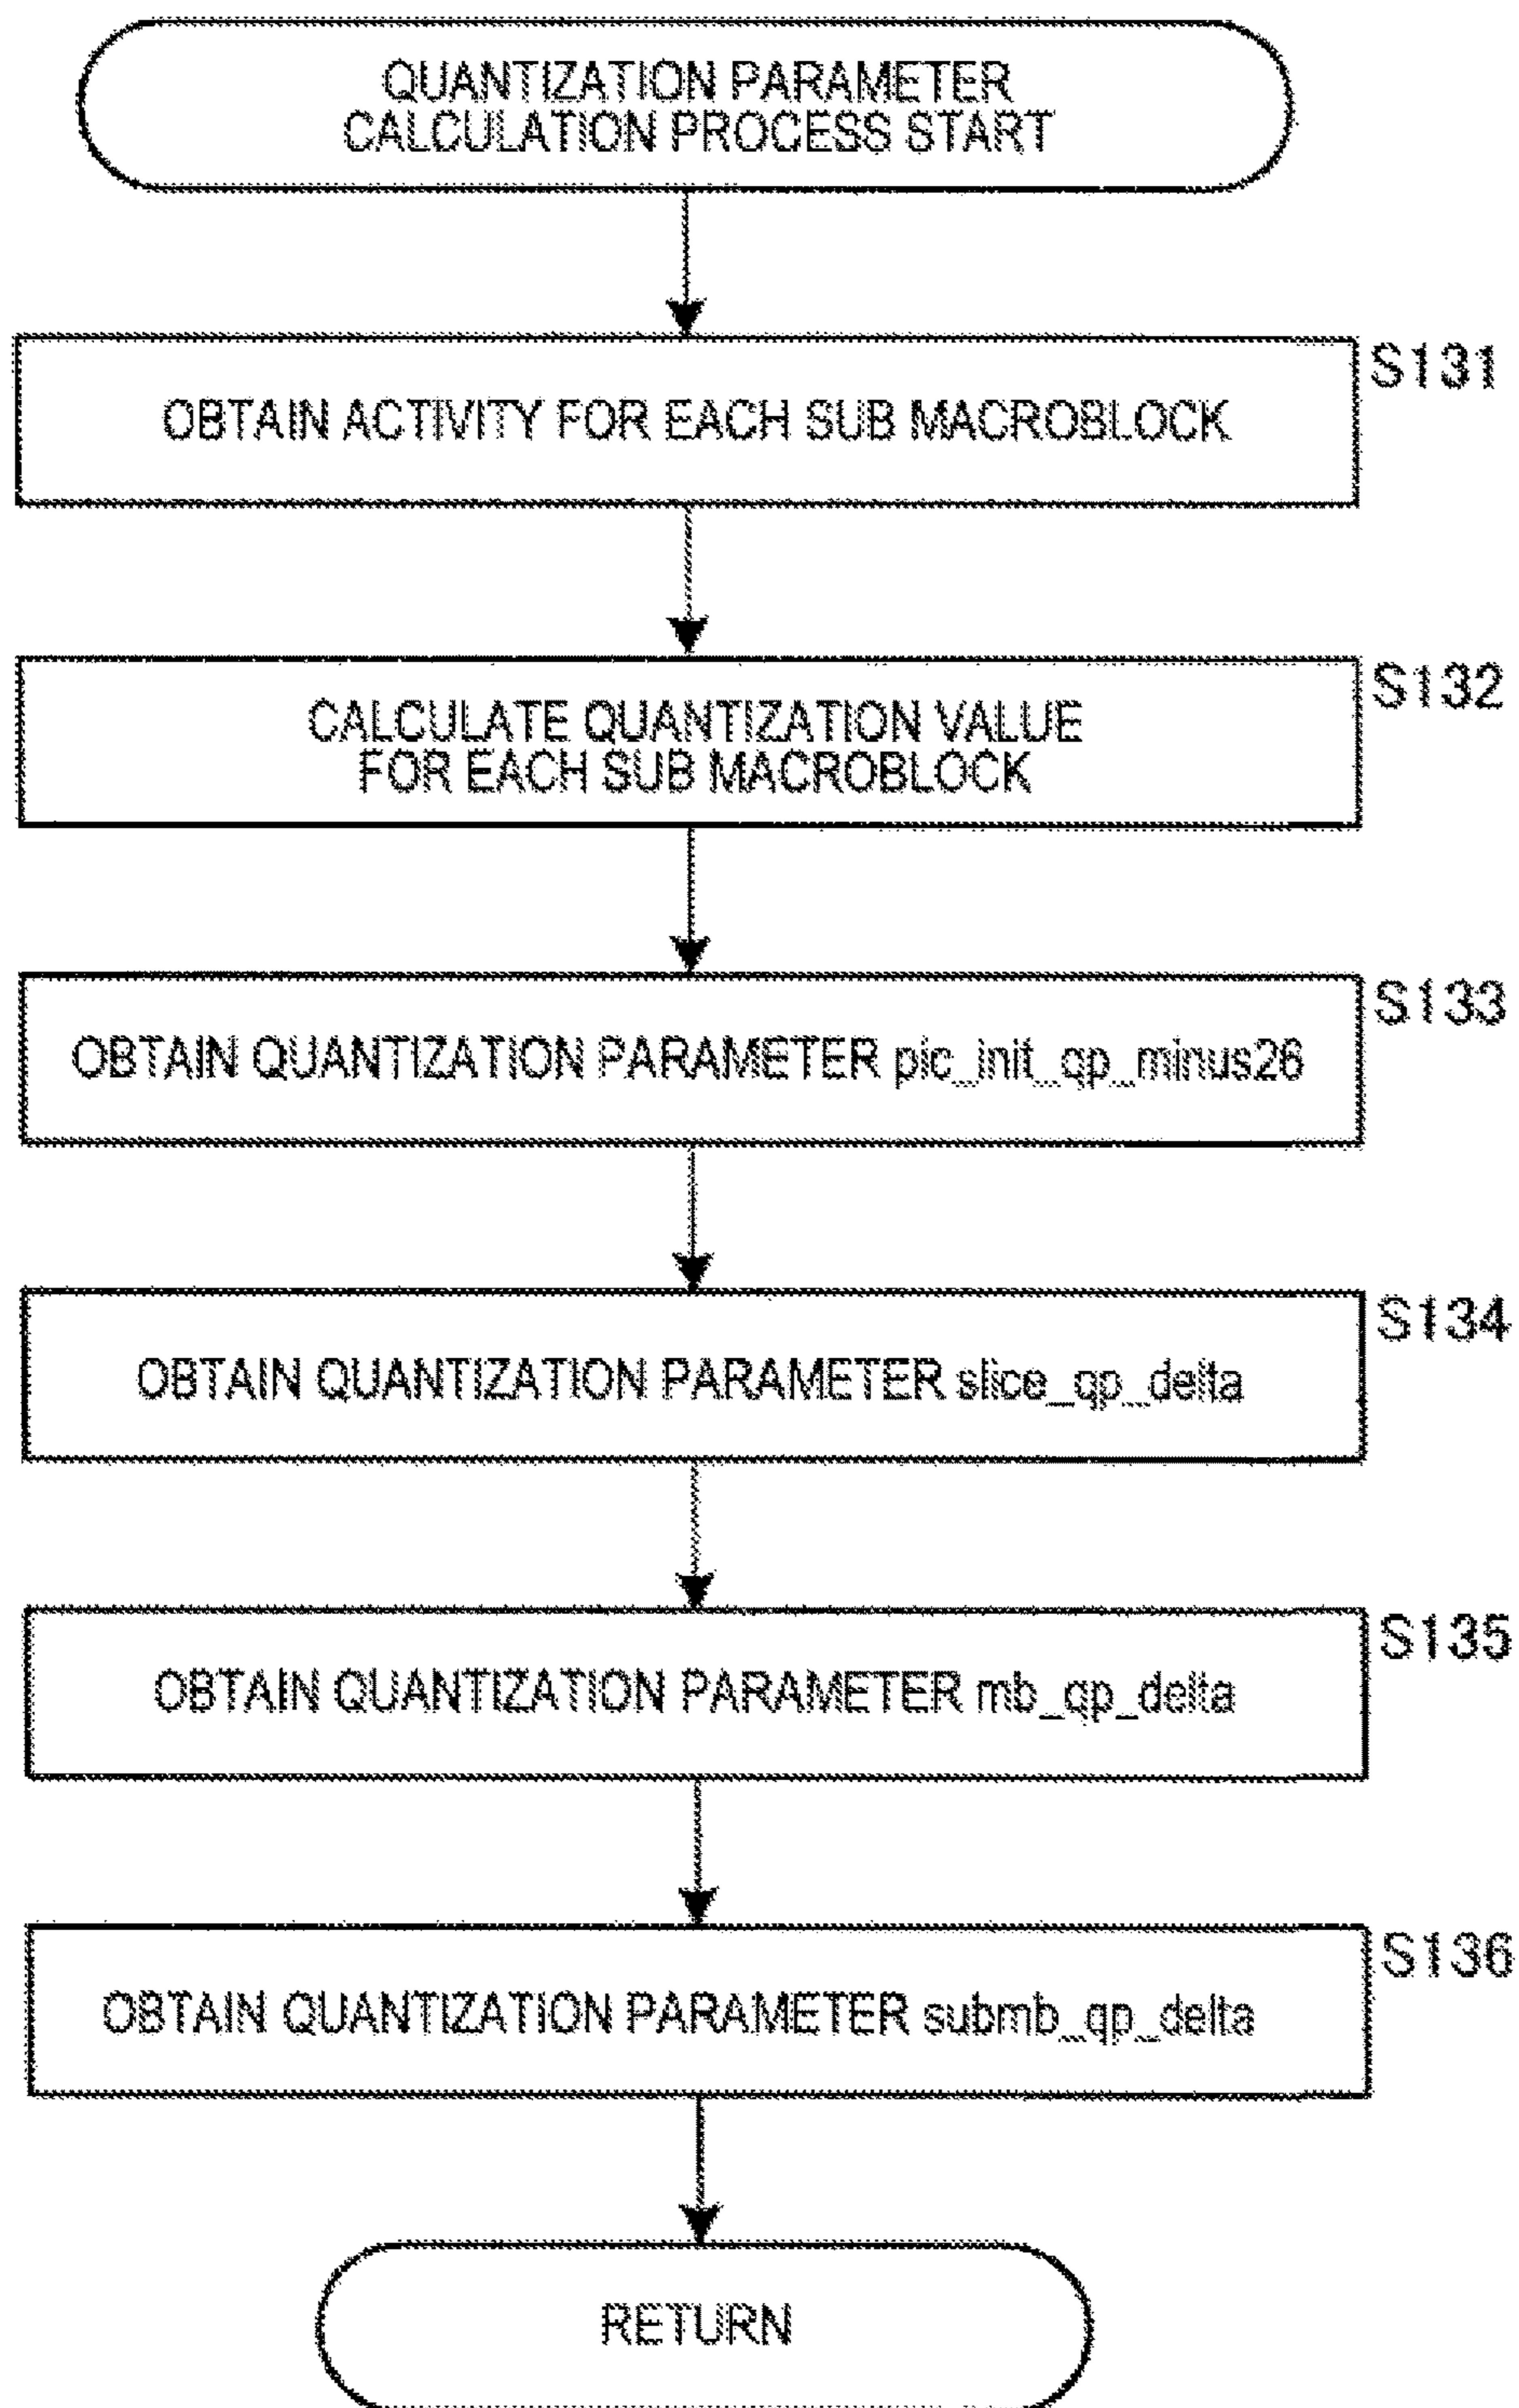 QUANTIZATION PARAMETER
CALCULATION PROCESS START
S131
OBTAIN ACTIVITY FOR EACH SUB MACROBLOCK
S132
CALCULATE QUANTIZATION VALUE
FOR EACH SUB MACROBLOCK
S133
OBTAIN QUANTIZATION PARAMETER pic_init_qp_minus26
S134
OBTAIN QUANTIZATION PARAMETER slice_qp_delta
S135
OBTAIN QUANTIZATION PARAMETER mb_qp_delta
S136
OBTAIN QUANTIZATION PARAMETER submb_qp_delta
RETURN